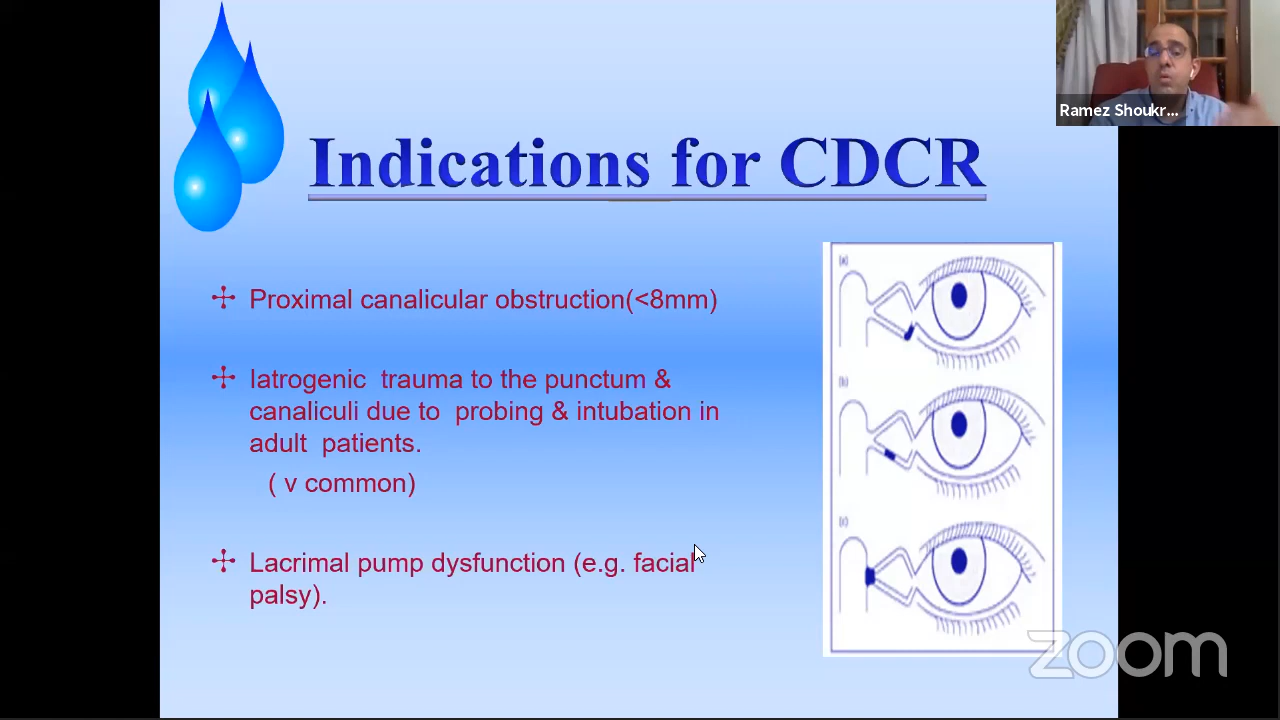 Ramez Shoukr...
Indications for CDCR
Proximal canalicular obstruction(<8mm)
Iatrogenic  trauma to the punctum &
canaliculi due to  probing & intubation in
adult  patients.
( v common)
Lacrimal pump dysfunction (e.g. facial
palsy).
(a)
(b)
(c)
zoom